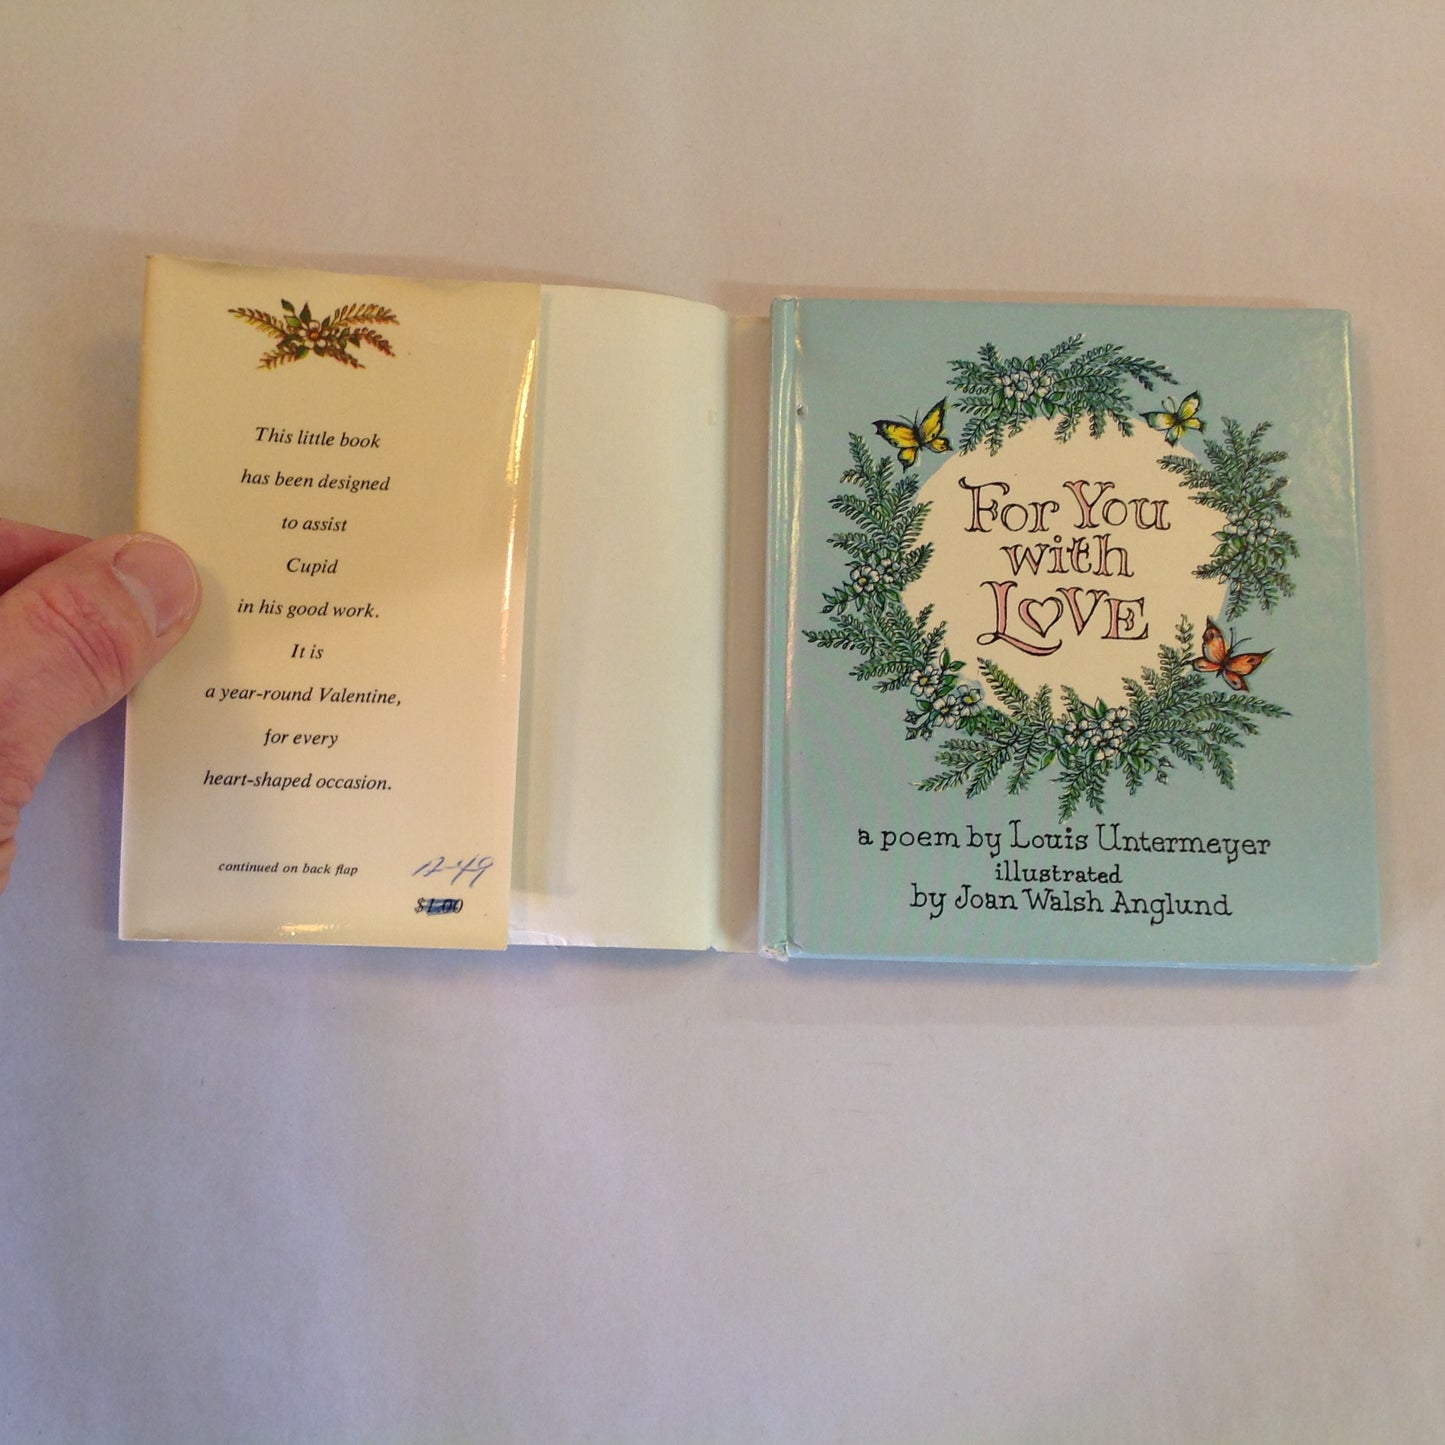 This little book
has been designed
to assist
Cupid
in his good work.
It is
a year-round Valentine,
for every
heart-shaped occasion.
continued on back flap
$1.00
For You
with
LOVE
a poem by Louis Untermeyer
illustrated
by Joan Walsh Anglund